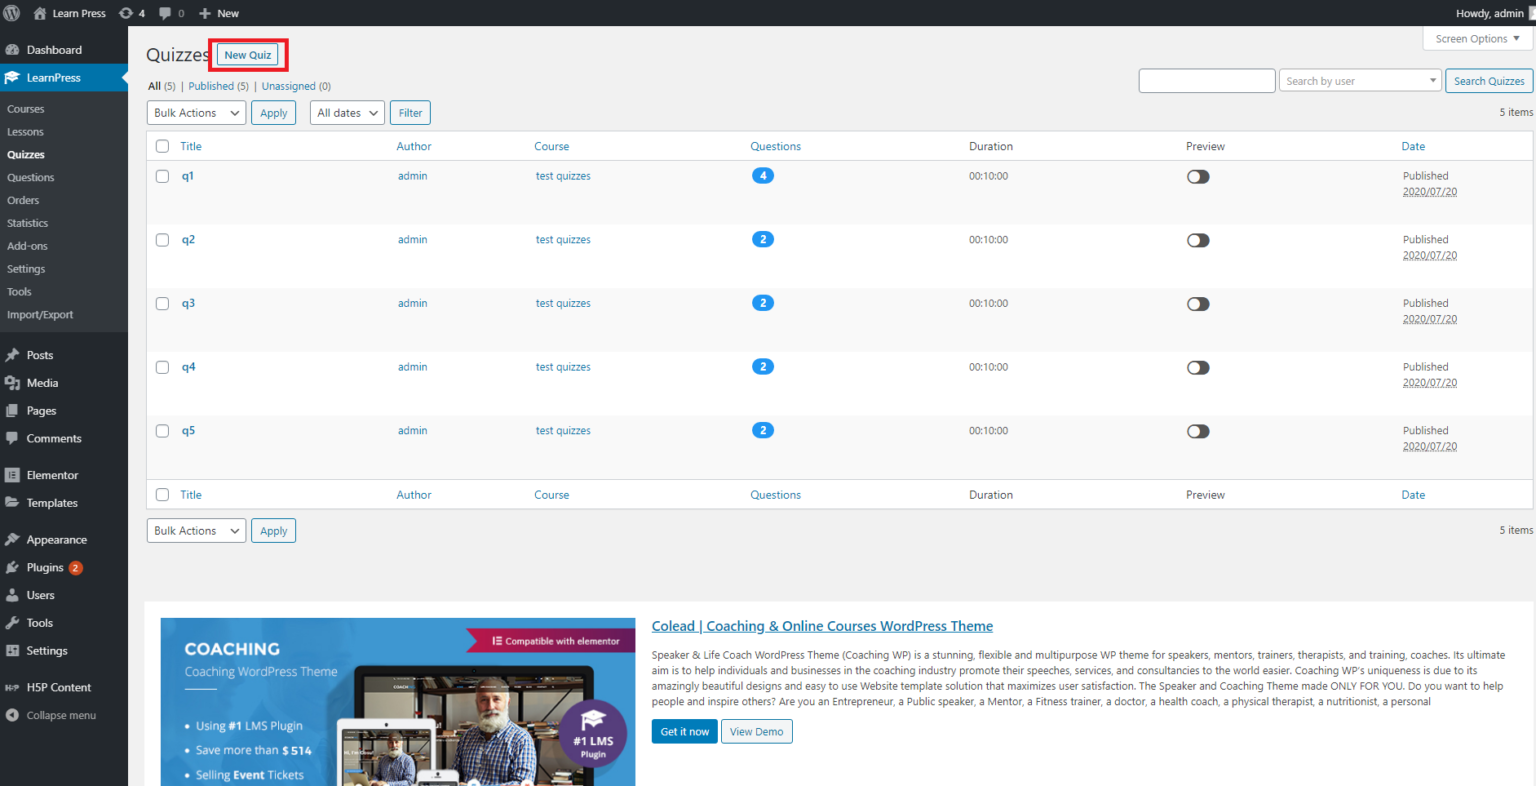 Learn Press 4 0 New Howdy, admin
Screen Options
Dashboard
LearnPress
Courses
Lessons
Quizzes
Questions
Orders
Statistics
Add-ons
Settings
Tools
Import/Export
Posts
Media
Pages
Comments
Elementor
Templates
Appearance
Plugins 2
Users
Tools
Settings
H5P H5P Content
Collapse menu
Quizzes New Quiz
All (5) | Published (5) | Unassigned (0)
Search by user Search Quizzes
Bulk Actions Apply All dates Filter 5 items
Title Author Course Questions Duration Preview Date
q1 admin test quizzes 4 00:10:00 Published
2020/07/20
q2 admin test quizzes 2 00:10:00 Published
2020/07/20
q3 admin test quizzes 2 00:10:00 Published
2020/07/20
q4 admin test quizzes 2 00:10:00 Published
2020/07/20
q5 admin test quizzes 2 00:10:00 Published
2020/07/20
Title Author Course Questions Duration Preview Date
Bulk Actions Apply 5 items
COACHING
Coaching WordPress Theme
Compatible with elementor
• Using #1 LMS Plugin
• Save more than $514
• Selling Event Tickets
#1 LMS
Plugin
Colead | Coaching & Online Courses WordPress Theme
Speaker & Life Coach WordPress Theme (Coaching WP) is a stunning, flexible and multipurpose WP theme for speakers, mentors, trainers, therapists, and training, coaches. Its ultimate
aim is to help individuals and businesses in the coaching industry promote their speeches, services, and consultancies to the world easier. Coaching WP's uniqueness is due to its
amazingly beautiful designs and easy to use Website template solution that maximizes user satisfaction. The Speaker and Coaching Theme made ONLY FOR YOU. Do you want to help
people and inspire others? Are you an Entrepreneur, a Public speaker, a Mentor, a Fitness trainer, a doctor, a health coach, a physical therapist, a nutritionist, a personal
Get it now View Demo